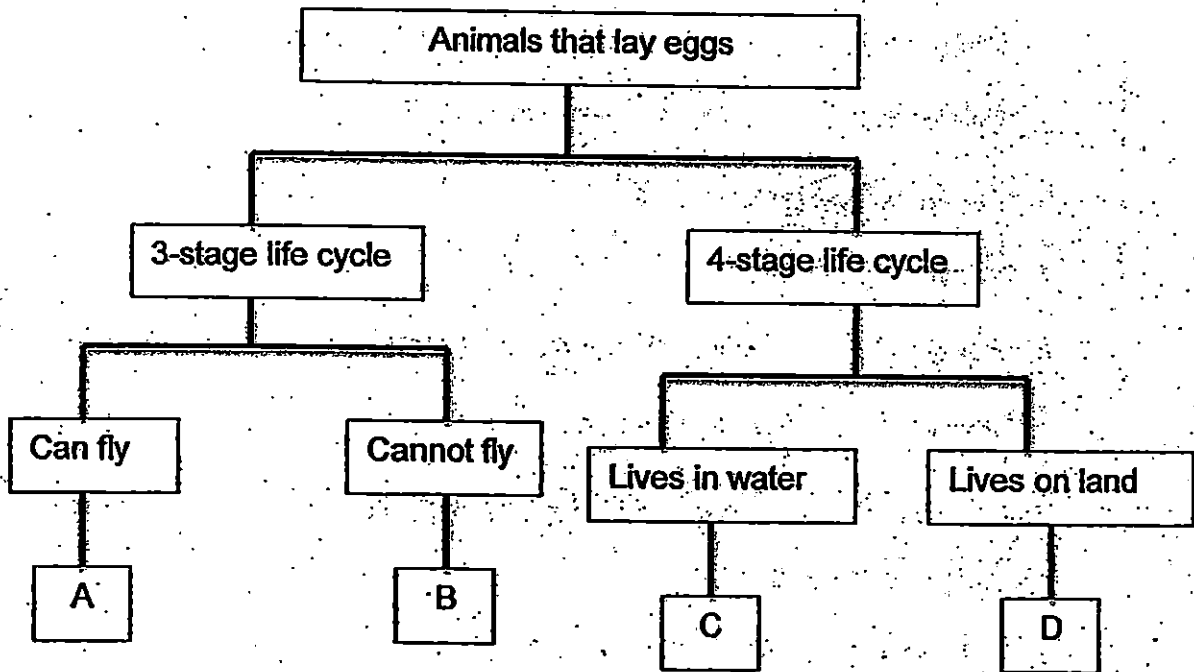 Animals that lay eggs
3-stage life cycle
4-stage life cycle
Can fly
Cannot fly
Lives in water
Lives on land
A
B
C
D